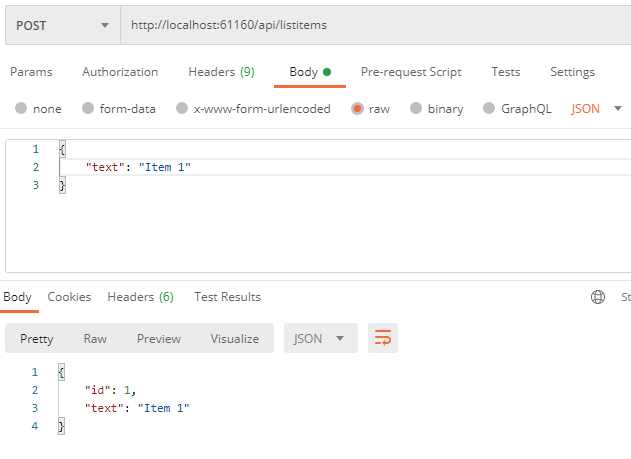 POST http://localhost:61160/api/listitems
Params Authorization Headers (9) Body Pre-request Script Tests Settings
none form-data x-www-form-urlencoded raw binary GraphQL JSON
1 {
2 "text": "Item 1"
3 }
Body Cookies Headers (6) Test Results St
Pretty Raw Preview Visualize JSON
1 {
2 "id": 1,
3 "text": "Item 1"
4 }